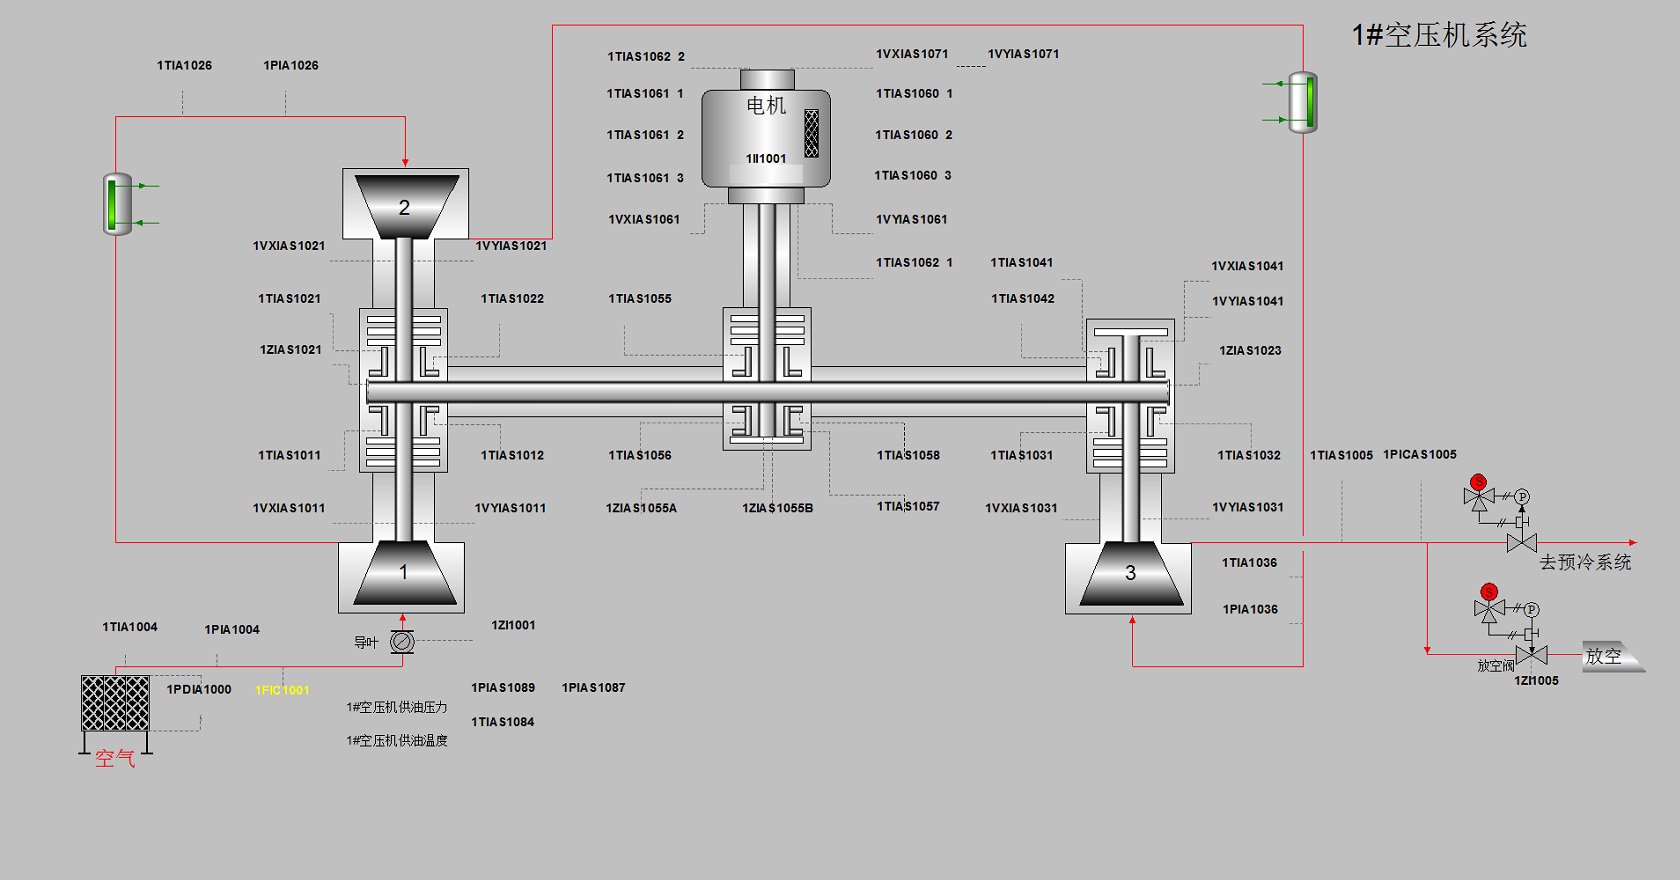 1#空压机系统
1TIAS1062 2
1VXIAS1071
1VYIAS1071
1TIA1026
1PIA1026
1TIAS1061 1
电机
1TIAS1060 1
1TIAS1061 2
1TIAS1060 2
1II1001
1TIAS1061 3
1TIAS1060 3
2
1VXIAS1061
1VYIAS1061
1VXIAS1021
1VYIAS1021
1TIAS1062 1
1TIAS1041
1VXIAS1041
1TIAS1021
1TIAS1022
1TIAS1055
1TIAS1042
1VYIAS1041
1ZIAS1021
1ZIAS1023
1TIAS1011
1TIAS1012
1TIAS1056
1TIAS1058
1TIAS1031
1TIAS1032
1TIAS1005
1PICAS1005
S
P
1VXIAS1011
1VYIAS1011
1ZIAS1055A
1ZIAS1055B
1TIAS1057
1VXIAS1031
1VYIAS1031
去预冷系统
1
3
1TIA1036
S
P
1PIA1036
1TIA1004
1PIA1004
导叶
1ZI1001
放空阀
放空
1ZI1005
1PDIA1000
1FIC1001
1PIAS1089
1PIAS1087
1#空压机供油压力
1TIAS1084
1#空压机供油温度
空气